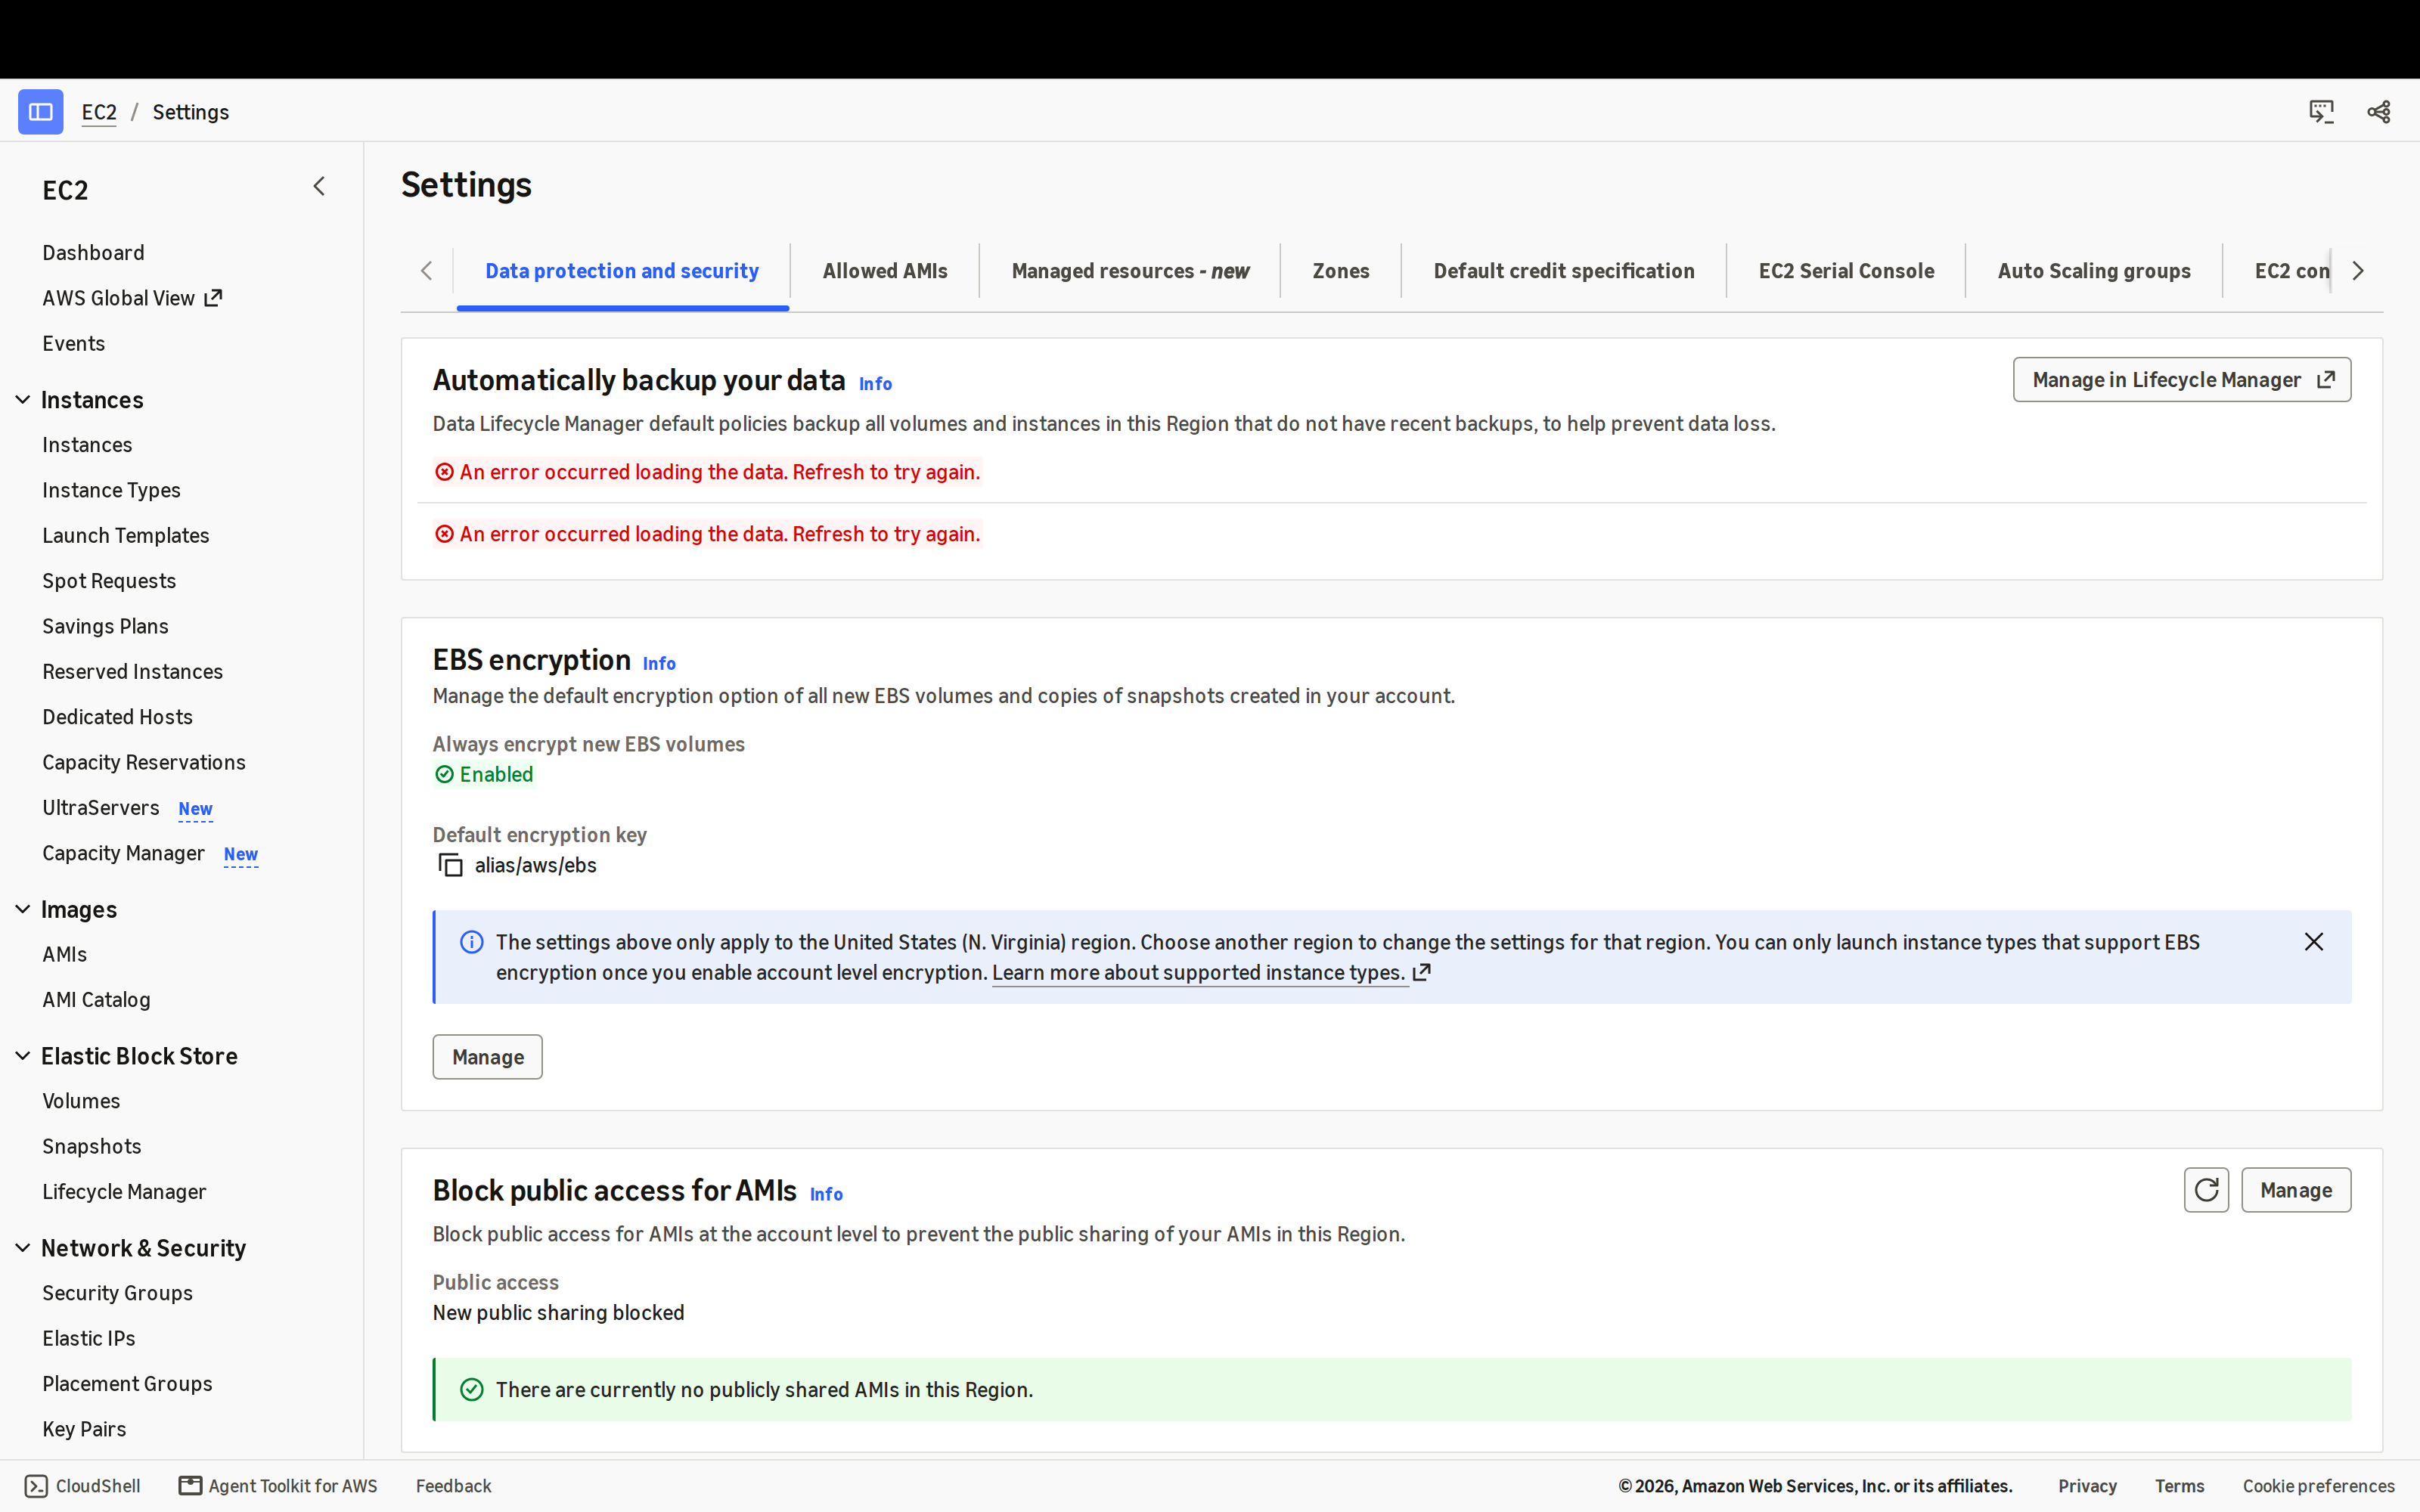 EC2 / Settings
EC2
Dashboard
AWS Global View
Events
Instances
Instances
Instance Types
Launch Templates
Spot Requests
Savings Plans
Reserved Instances
Dedicated Hosts
Capacity Reservations
UltraServers New
Capacity Manager New
Images
AMIs
AMI Catalog
Elastic Block Store
Volumes
Snapshots
Lifecycle Manager
Network & Security
Security Groups
Elastic IPs
Placement Groups
Key Pairs
Settings
Data protection and security
Allowed AMIs
Managed resources - new
Zones
Default credit specification
EC2 Serial Console
Auto Scaling groups
EC2 con
Automatically backup your data Info
Manage in Lifecycle Manager
Data Lifecycle Manager default policies backup all volumes and instances in this Region that do not have recent backups, to help prevent data loss.
An error occurred loading the data. Refresh to try again.
An error occurred loading the data. Refresh to try again.
EBS encryption Info
Manage the default encryption option of all new EBS volumes and copies of snapshots created in your account.
Always encrypt new EBS volumes
Enabled
Default encryption key
alias/aws/ebs
The settings above only apply to the United States (N. Virginia) region. Choose another region to change the settings for that region. You can only launch instance types that support EBS
encryption once you enable account level encryption. Learn more about supported instance types.
Manage
Block public access for AMIs Info
Manage
Block public access for AMIs at the account level to prevent the public sharing of your AMIs in this Region.
Public access
New public sharing blocked
There are currently no publicly shared AMIs in this Region.
CloudShell
Agent Toolkit for AWS
Feedback
© 2026, Amazon Web Services, Inc. or its affiliates.
Privacy
Terms
Cookie preferences